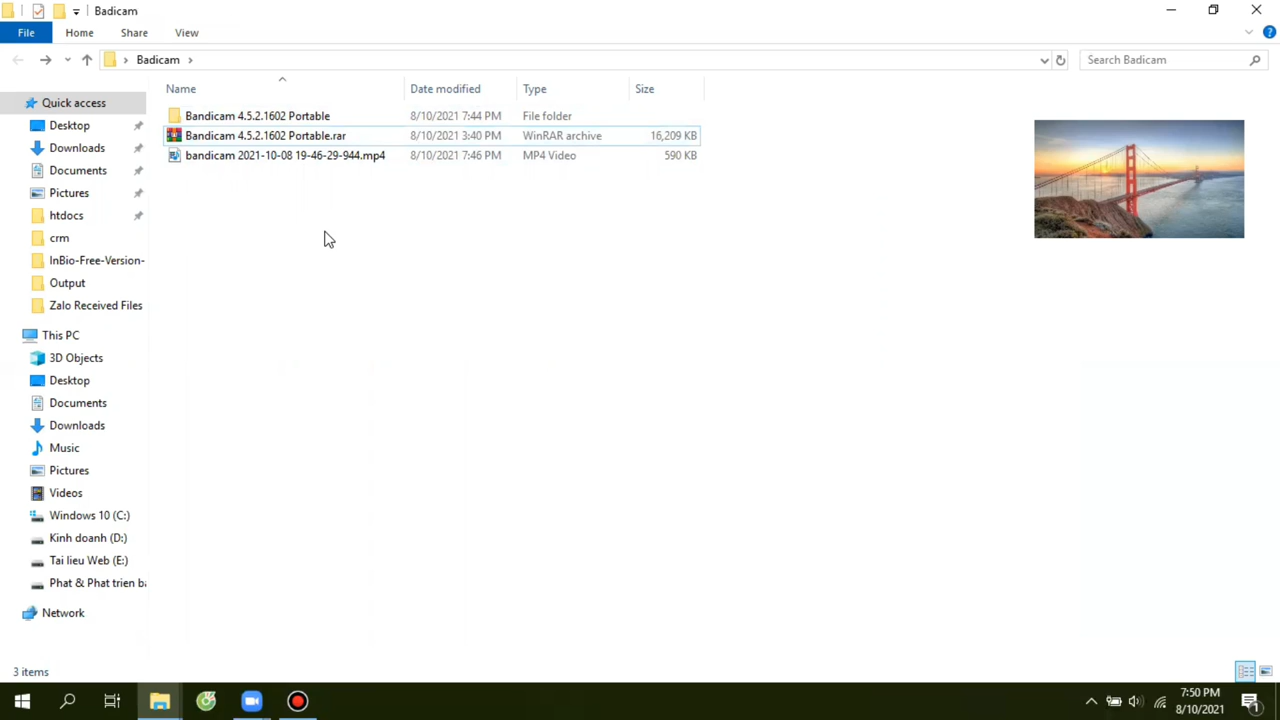 Badicam
File
Home
Share
View
Badicam
Search Badicam
Name
Date modified
Type
Size
Bandicam 4.5.2.1602 Portable
8/10/2021 7:44 PM
File folder
Bandicam 4.5.2.1602 Portable.rar
8/10/2021 3:40 PM
WinRAR archive
16,209 KB
bandicam 2021-10-08 19-46-29-944.mp4
8/10/2021 7:46 PM
MP4 Video
590 KB
Quick access
Desktop
Downloads
Documents
Pictures
htdocs
crm
InBio-Free-Version-
Output
Zalo Received Files
This PC
3D Objects
Desktop
Documents
Downloads
Music
Pictures
Videos
Windows 10 (C:)
Kinh doanh (D:)
Tai lieu Web (E:)
Phat & Phat trien ba
Network
3 items
7:50 PM
8/10/2021
1